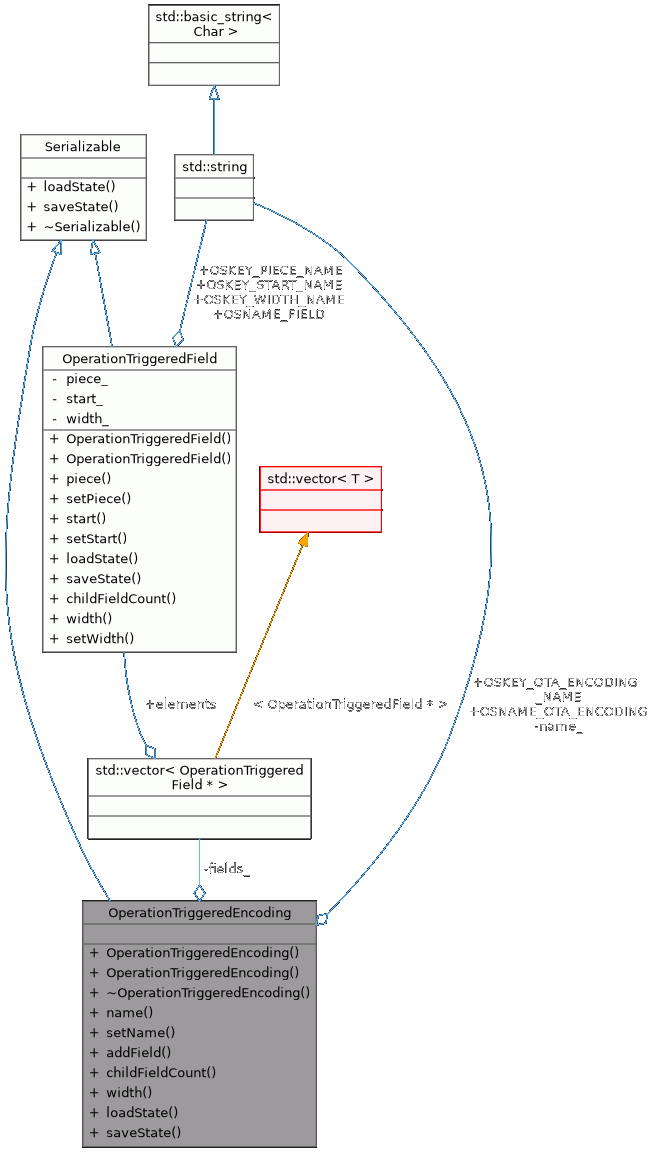 std::basic_string<
Char >
Serializable
+ loadState()
+ saveState()
+ ~Serializable()
std::string
+OSKEY_PIECE_NAME
+OSKEY_START_NAME
+OSKEY_WIDTH_NAME
+OSNAME_FIELD
OperationTriggeredField
- piece_
- start_
- width_
+ OperationTriggeredField()
+ OperationTriggeredField()
+ piece()
+ setPiece()
+ start()
+ setStart()
+ loadState()
+ saveState()
+ childFieldCount()
+ width()
+ setWidth()
std::vector< T >
+elements
< OperationTriggeredField * >
+OSKEY_OTA_ENCODING
_NAME
+OSNAME_OTA_ENCODING
-name_
std::vector< OperationTriggered
Field * >
-fields_
OperationTriggeredEncoding
+ OperationTriggeredEncoding()
+ OperationTriggeredEncoding()
+ ~OperationTriggeredEncoding()
+ name()
+ setName()
+ addField()
+ childFieldCount()
+ width()
+ loadState()
+ saveState()